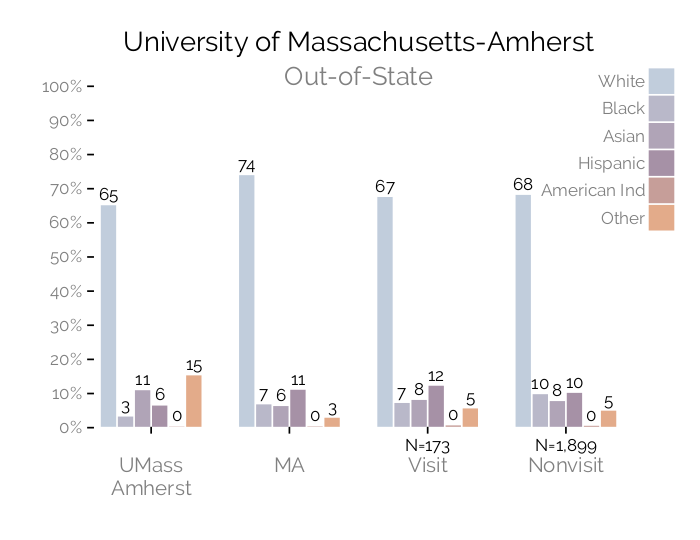 University of Massachusetts-Amherst
Out-of-State
White
Black
Asian
Hispanic
American Ind
Other
100%
90%
80%
70%
60%
50%
40%
30%
20%
10%
0%
65
3
11
6
0
15
74
7
6
11
0
3
67
7
8
12
0
5
68
10
8
10
0
5
N=173
N=1,899
UMass
Amherst
MA
Visit
Nonvisit